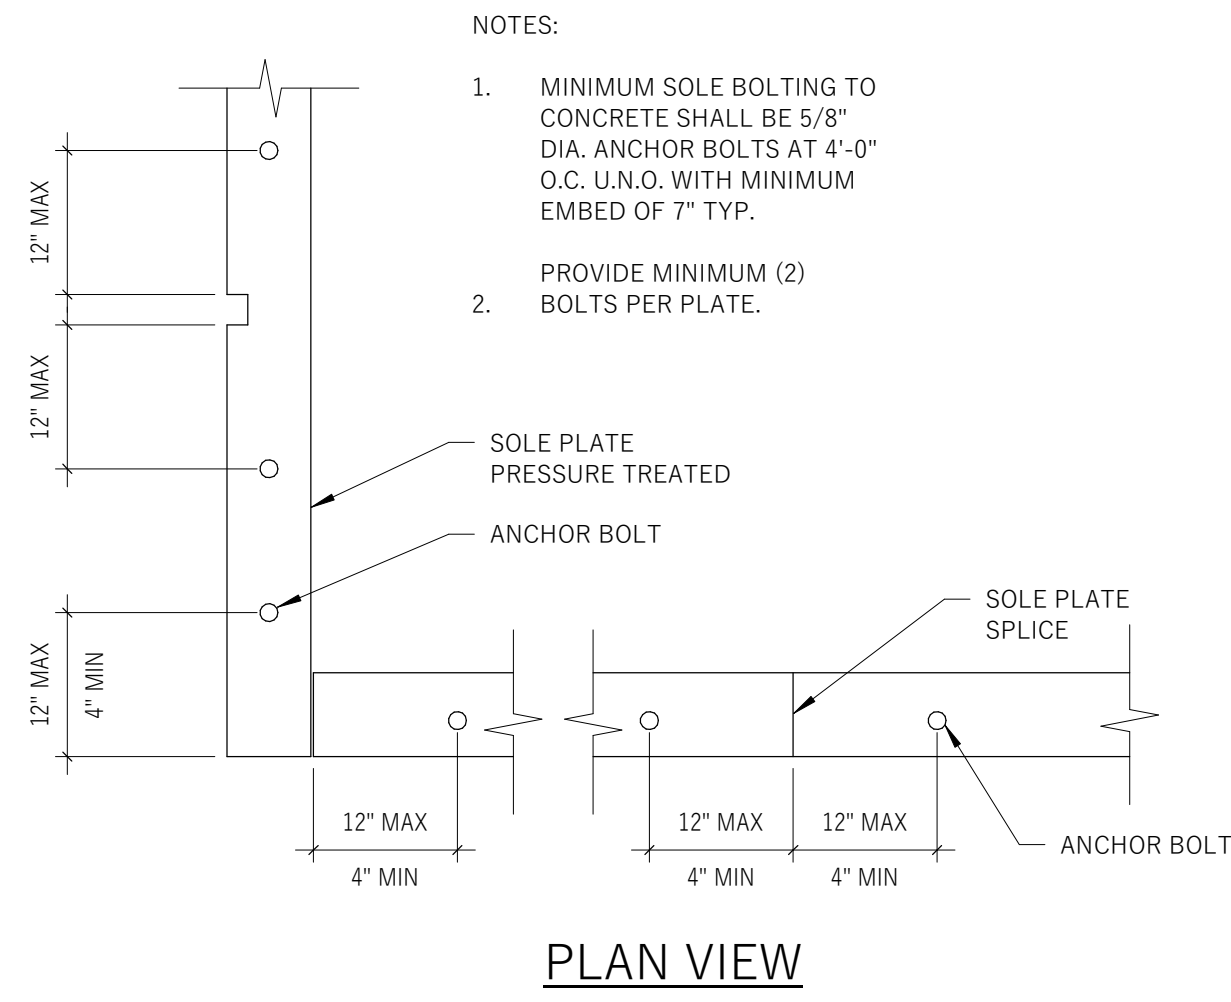 NOTES:
1. MINIMUM SOLE BOLTING TO
CONCRETE SHALL BE 5/8"
DIA. ANCHOR BOLTS AT 4'-0"
O.C. U.N.O. WITH MINIMUM
EMBED OF 7" TYP.
PROVIDE MINIMUM (2)
2. BOLTS PER PLATE.
12" MAX
12" MAX
SOLE PLATE
PRESSURE TREATED
ANCHOR BOLT
SOLE PLATE
SPLICE
12" MAX
4" MIN
12" MAX
4" MIN
12" MAX
4" MIN
12" MAX
4" MIN
ANCHOR BOLT
PLAN VIEW